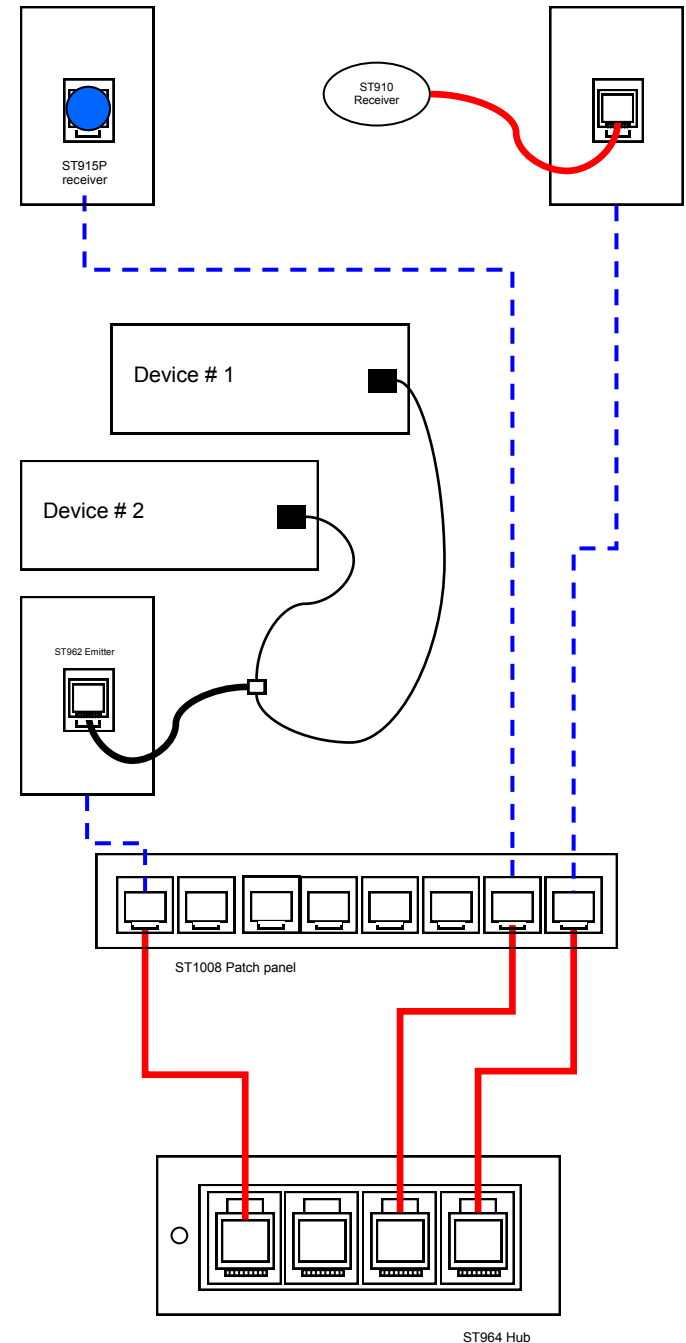 ST915P
receiver
ST910
Receiver
Device # 1
Device # 2
ST962 Emitter
ST1008 Patch panel
ST964 Hub